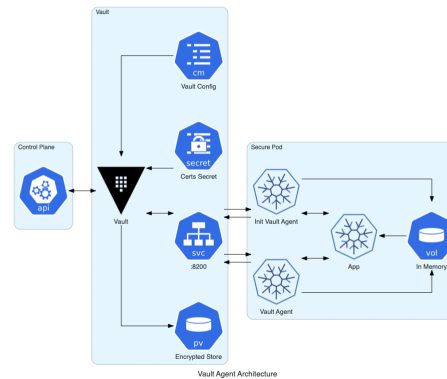 Vault
cm
Vault Config
Control Plane
Secure Pod
secret
Certs Secret
api
Vault
Init Vault Agent
svc
:8200
App
vol
In Memory
Vault Agent
pv
Encrypted Store
Vault Agent Architecture